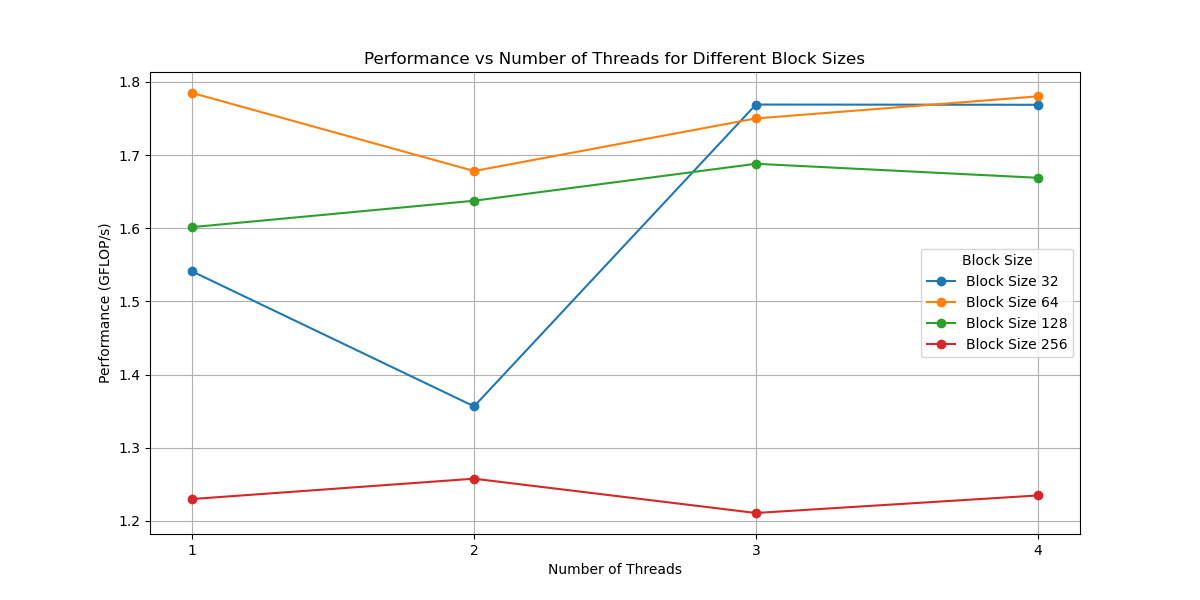 Performance vs Number of Threads for Different Block Sizes
Performance (GFLOP/s)
1.8
1.7
1.6
1.5
1.4
1.3
1.2
1 2 3 4
Number of Threads
Block Size
Block Size 32
Block Size 64
Block Size 128
Block Size 256